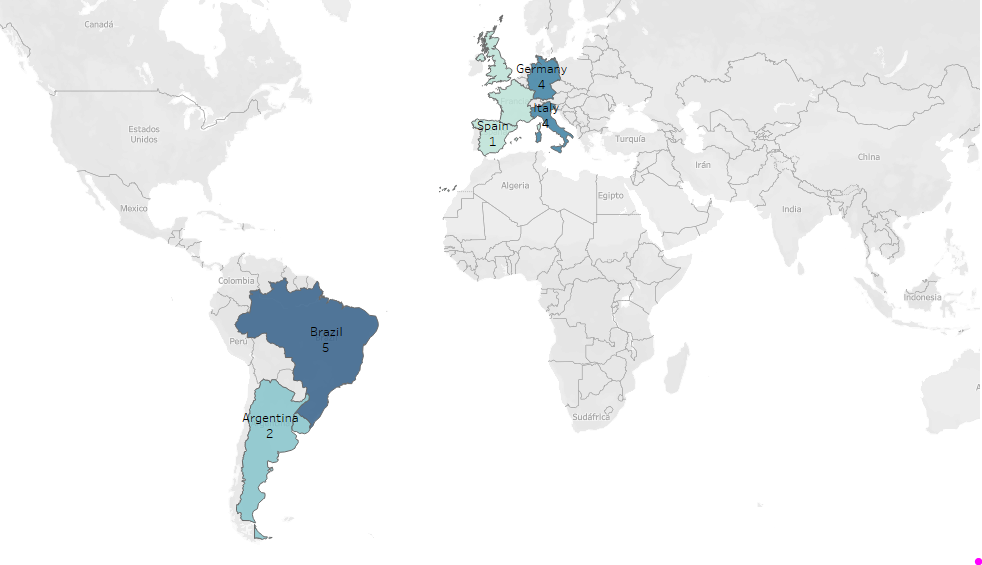 Canadá
Estados
Unidos
Mexico
Colombia
Perú
Brazil
5
Argentina
2
Germany
4
Italy
4
Spain
1
Turquía
Irán
China
India
Argelia
Egipto
Sudáfrica
Indonesia
A